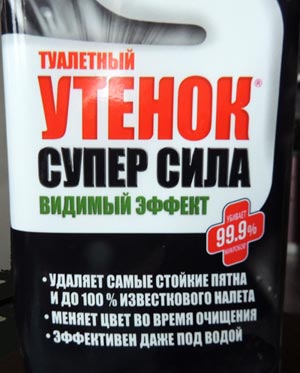 ТУАЛЕТНЫЙ
УТЕНОК®
СУПЕР СИЛА
ВИДИМЫЙ ЭФФЕКТ
УБИВАЕТ
99.9%
МИКРОБОВ*
• УДАЛЯЕТ САМЫЕ СТОЙКИЕ ПЯТНА
И ДО 100 % ИЗВЕСТКОВОГО НАЛЕТА
• МЕНЯЕТ ЦВЕТ ВО ВРЕМЯ ОЧИЩЕНИЯ
• ЭФФЕКТИВЕН ДАЖЕ ПОД ВОДОЙ